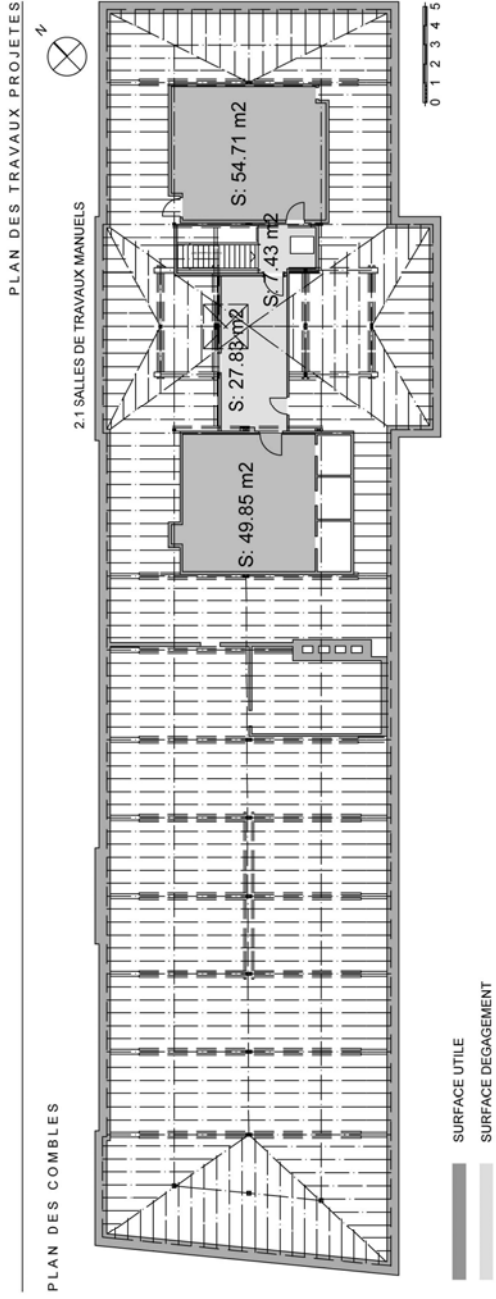 PLAN DES TRAVAUX PROJETES
PLAN DES COMBLES
N
2.1 SALLES DE TRAVAUX MANUELS
S: 49.85 m2
S: 27.83 m2
S: 7.43 m2
S: 54.71 m2
0 1 2 3 4 5
SURFACE UTILE
SURFACE DEGAGEMENT